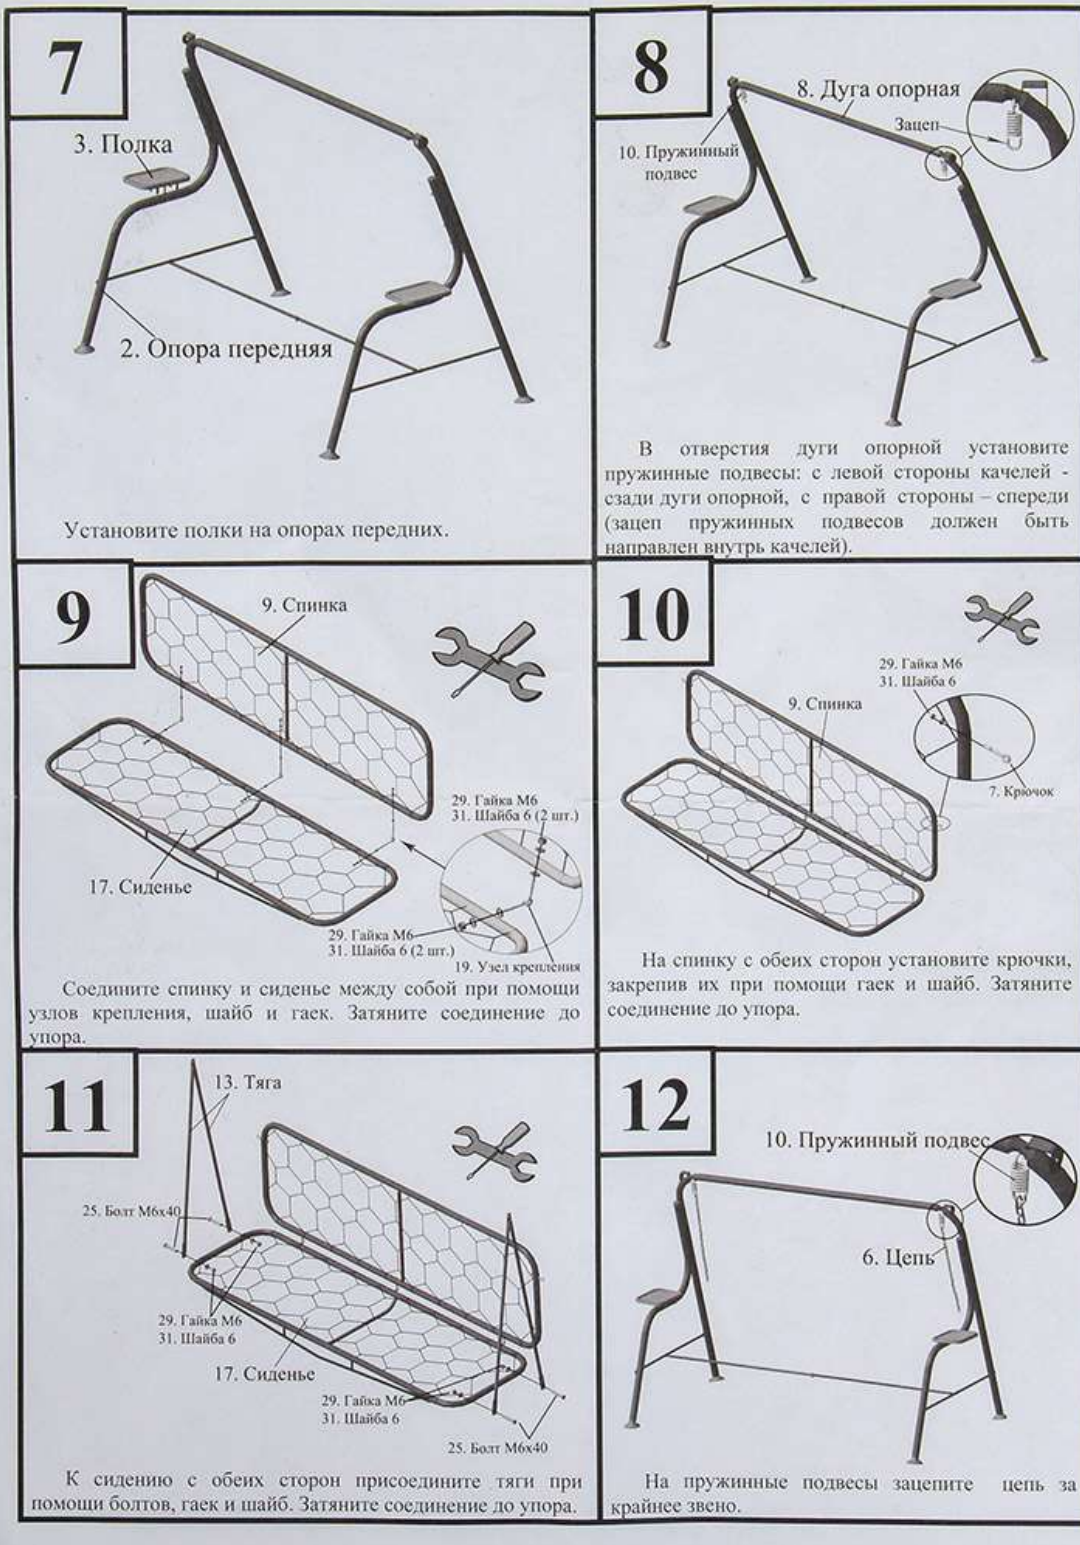 7
3. Полка
2. Опора передняя
Установите полки на опорах передних.
8
8. Дуга опорная
Зацеп
10. Пружинный
подвес
В отверстия дуги опорной установите
пружинные подвесы: с левой стороны качелей -
сзади дуги опорной, с правой стороны – спереди
(зацеп пружинных подвесов должен быть
направлен внутрь качелей).
9
9. Спинка
29. Гайка М6
31. Шайба 6 (2 шт.)
17. Сиденье
29. Гайка М6
31. Шайба 6 (2 шт.)
19. Узел крепления
Соедините спинку и сиденье между собой при помощи
узлов крепления, шайб и гаек. Затяните соединение до
упора.
10
29. Гайка М6
31. Шайба 6
9. Спинка
7. Крючок
На спинку с обеих сторон установите крючки,
закрепив их при помощи гаек и шайб. Затяните
соединение до упора.
11
13. Тяга
25. Болт М6х40
29. Гайка М6
31. Шайба 6
17. Сиденье
29. Гайка М6
31. Шайба 6
25. Болт М6х40
К сидению с обеих сторон присоедините тяги при
помощи болтов, гаек и шайб. Затяните соединение до упора.
12
10. Пружинный подвес
6. Цепь
На пружинные подвесы зацепите цепь за
крайнее звено.